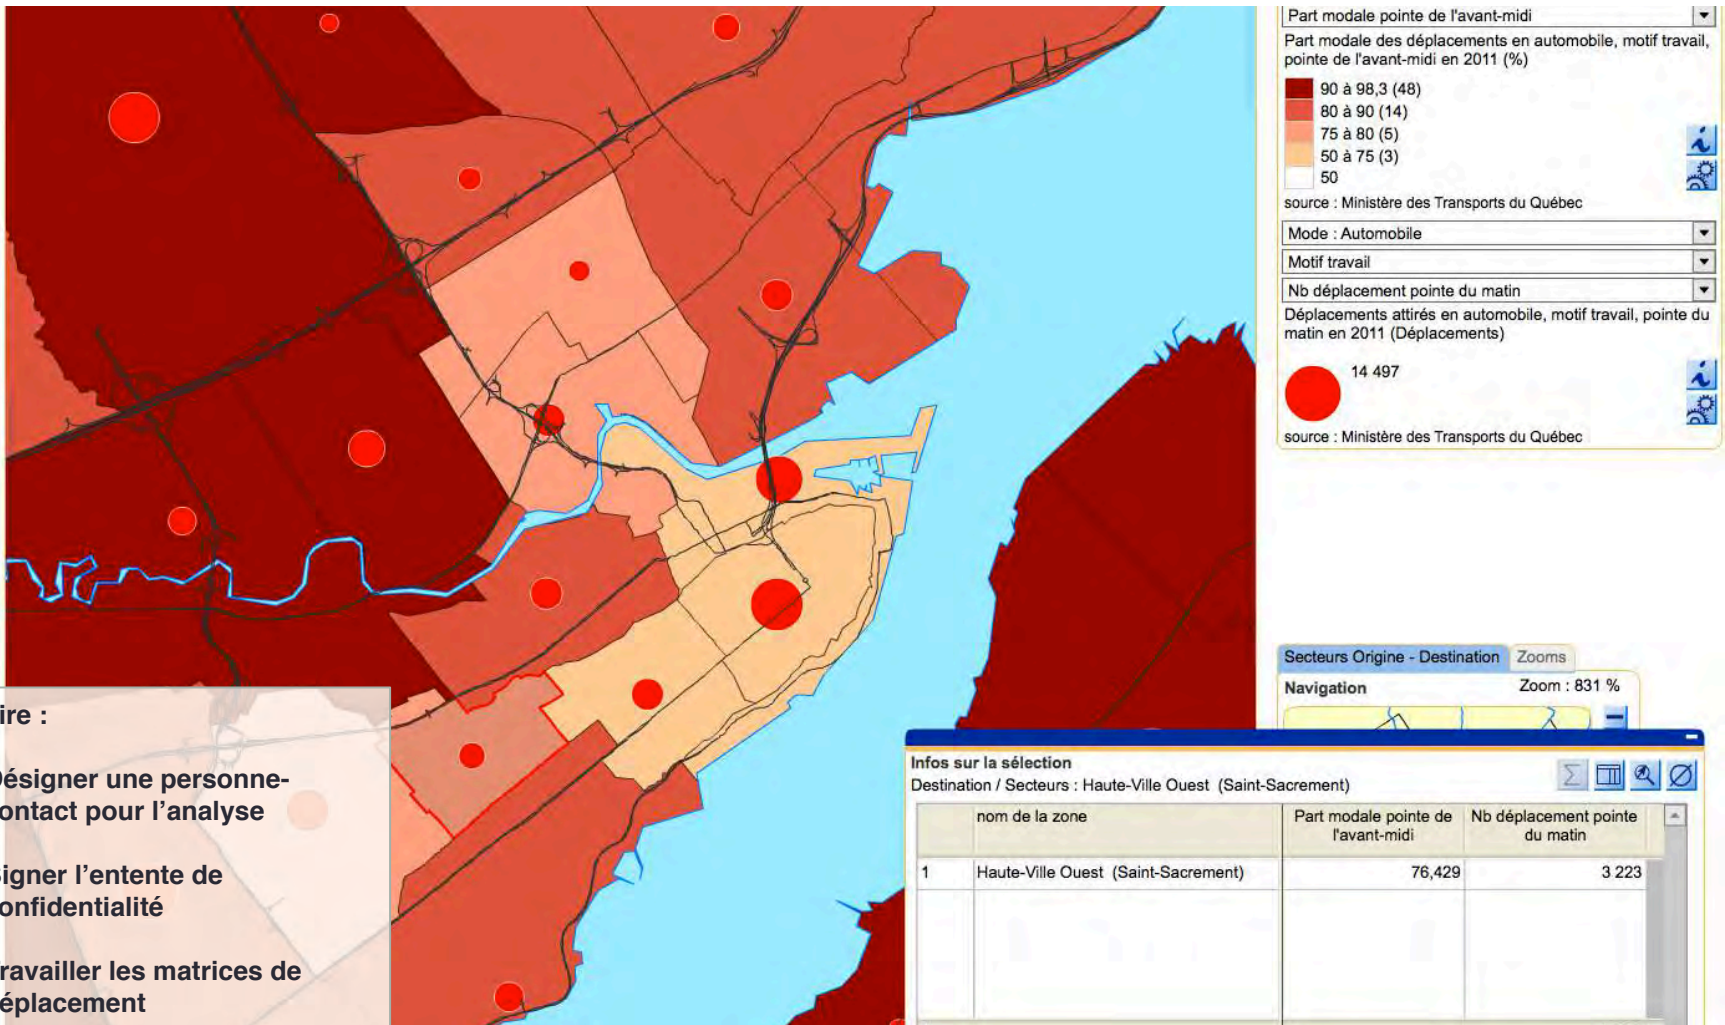 Part modale pointe de l'avant-midi
Part modale des déplacements en automobile, motif travail,
pointe de l'avant-midi en 2011 (%)
90 à 98,3 (48)
80 à 90 (14)
75 à 80 (5)
50 à 75 (3)
50
source : Ministère des Transports du Québec
Mode : Automobile
Motif travail
Nb déplacement pointe du matin
Déplacements attirés en automobile, motif travail, pointe du
matin en 2011 (Déplacements)
14 497
source : Ministère des Transports du Québec
Secteurs Origine - Destination Zooms
Navigation Zoom : 831 %
Infos sur la sélection
Destination / Secteurs : Haute-Ville Ouest (Saint-Sacrement)
nom de la zone Part modale pointe de l'avant-midi Nb déplacement pointe du matin
1 Haute-Ville Ouest (Saint-Sacrement) 76,429 3 223
ire :
Désigner une personne-
ontact pour l'analyse
Signer l'entente de
onfidentialité
ravailler les matrices de
éplacement